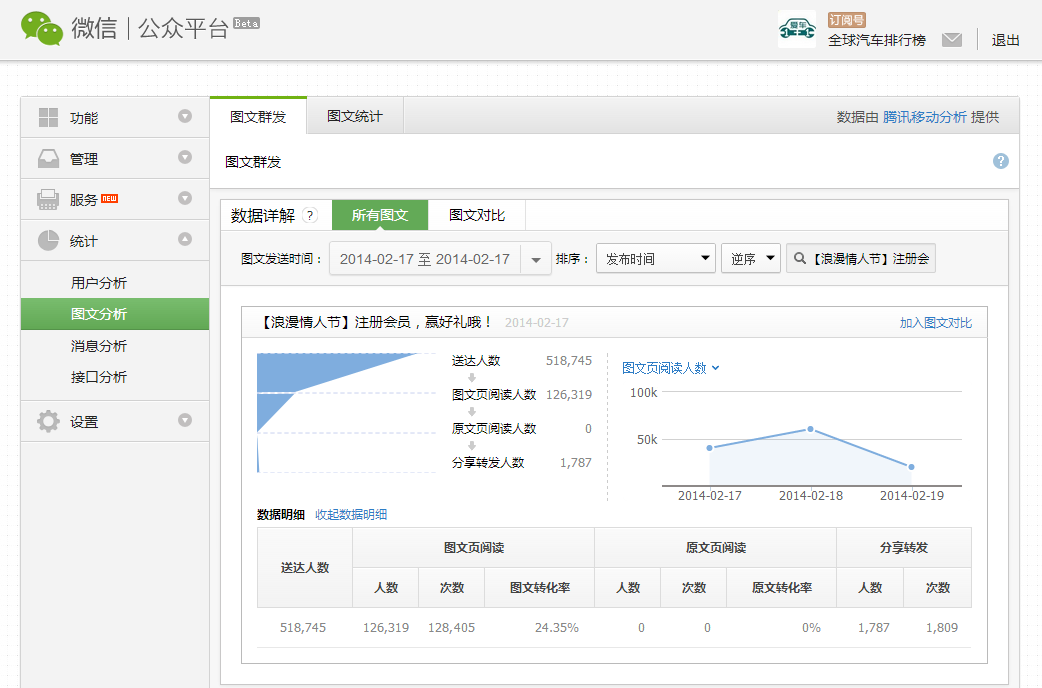 微信 | 公众平台 Beta
爱车
订阅号
全球汽车排行榜
退出
功能
管理
服务 NEW
统计
用户分析
图文分析
消息分析
接口分析
设置
图文群发 图文统计 数据由 腾讯移动分析 提供
图文群发 ?
数据详解 ? 所有图文 图文对比
图文发送时间： 2014-02-17 至 2014-02-17 排序： 发布时间 逆序 【浪漫情人节】注册会
【浪漫情人节】注册会员，赢好礼哦！ 2014-02-17 加入图文对比
送达人数 518,745
图文页阅读人数 126,319
原文页阅读人数 0
分享转发人数 1,787
图文页阅读人数
100k
50k
2014-02-17 2014-02-18 2014-02-19
数据明细 收起数据明细
送达人数 图文页阅读 原文页阅读 分享转发
人数 次数 图文转化率 人数 次数 原文转化率 人数 次数
518,745 126,319 128,405 24.35% 0 0 0% 1,787 1,809